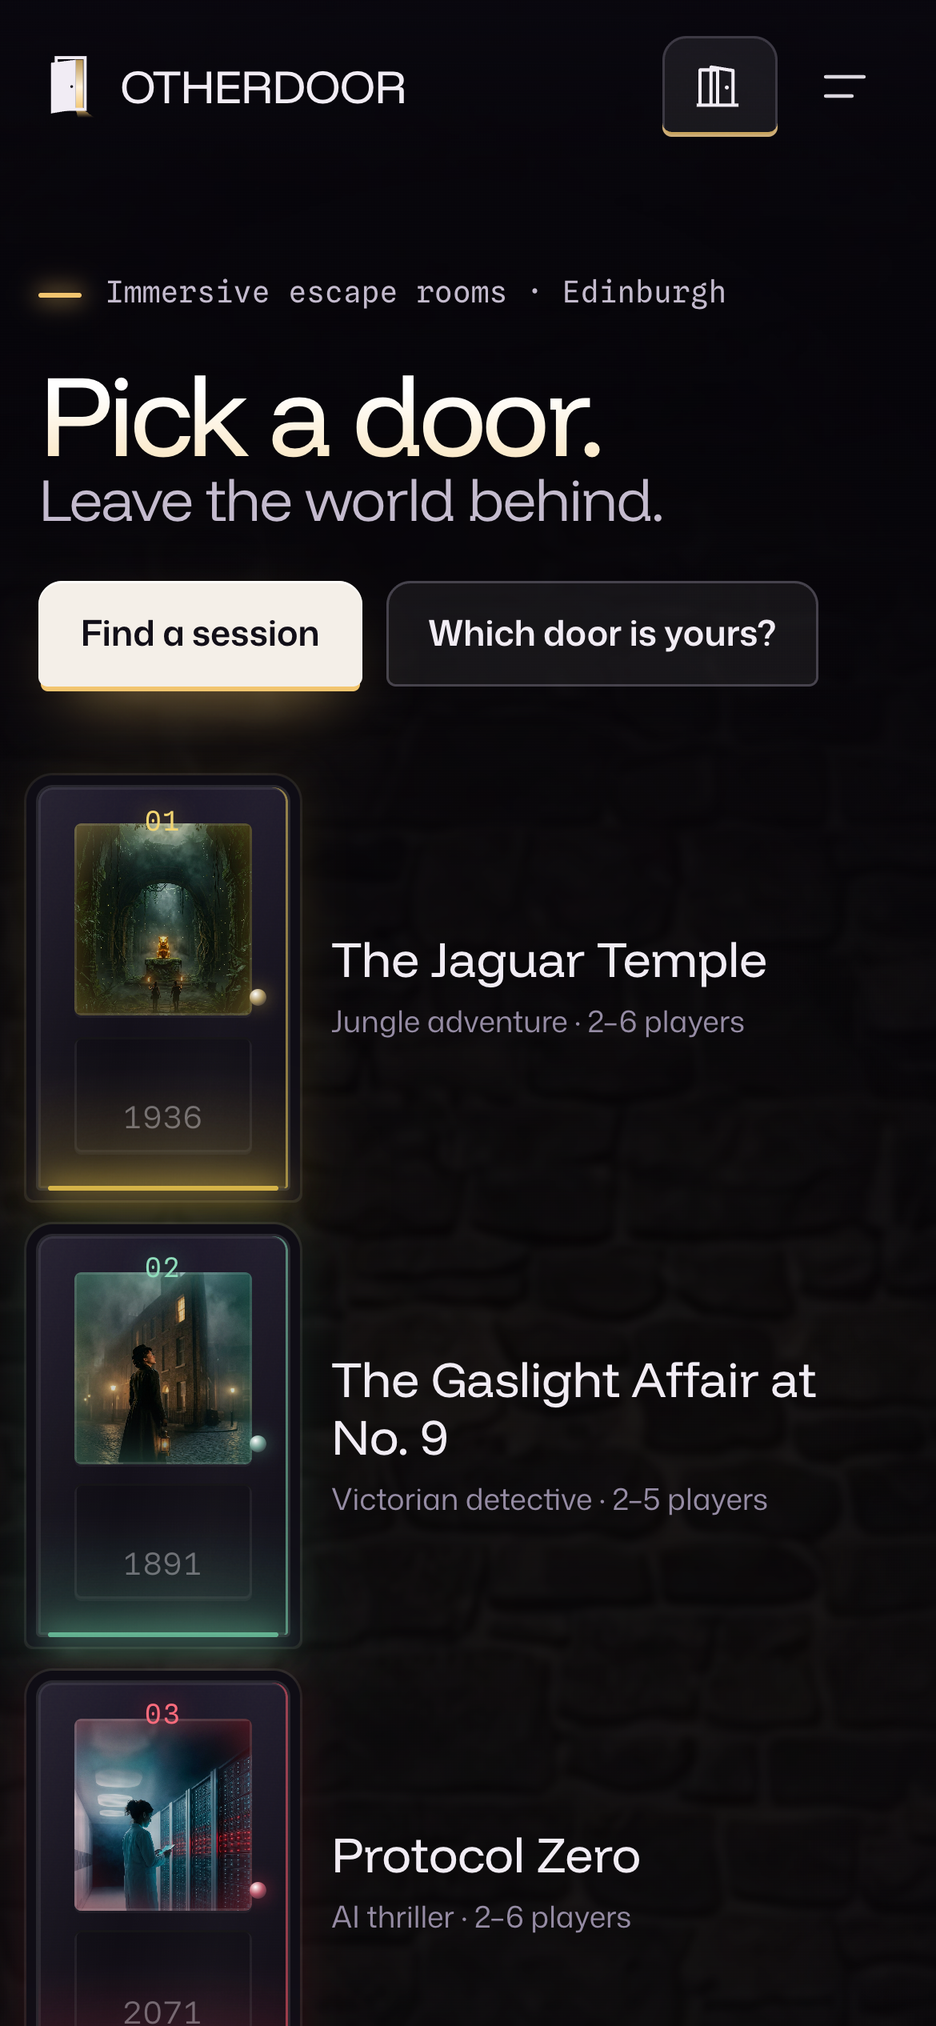 OTHERDOOR
Immersive escape rooms · Edinburgh
Pick a door.
Leave the world behind.
Find a session
Which door is yours?
01
1936
The Jaguar Temple
Jungle adventure · 2–6 players
02
1891
The Gaslight Affair at
No. 9
Victorian detective · 2–5 players
03
2071
Protocol Zero
AI thriller · 2–6 players